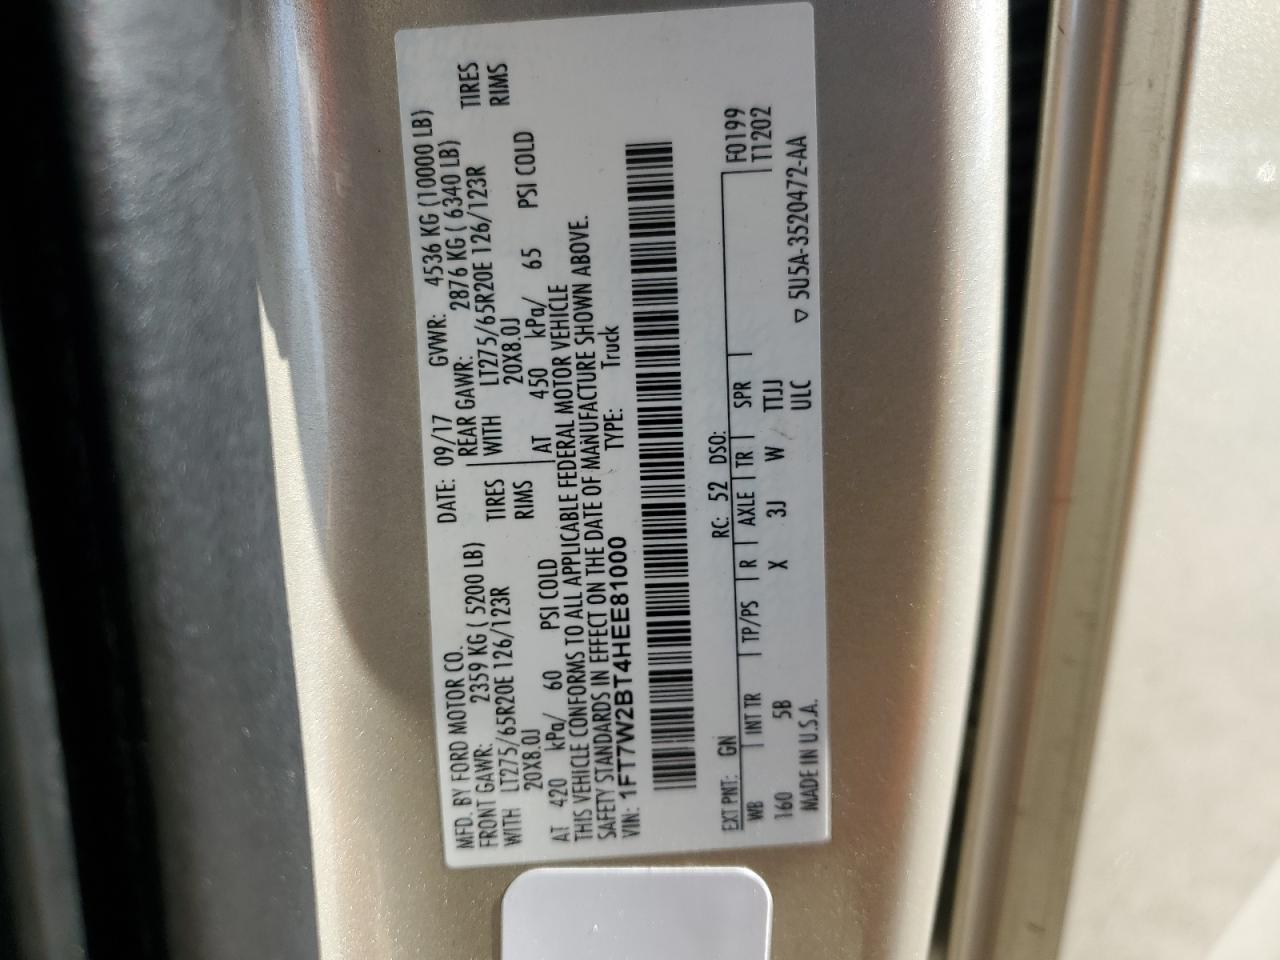 MFD. BY FORD MOTOR CO. DATE: 09/17 GVWR: 4536 KG (10000 LB)
FRONT GAWR: 2359 KG ( 5200 LB) REAR GAWR: 2876 KG ( 6340 LB)
WITH LT275/65R20E 126/123R TIRES WITH LT275/65R20E 126/123R TIRES
20X8.0J RIMS 20X8.0J RIMS
AT 420 kPa/ 60 PSI COLD AT 450 kPa/ 65 PSI COLD
THIS VEHICLE CONFORMS TO ALL APPLICABLE FEDERAL MOTOR VEHICLE
SAFETY STANDARDS IN EFFECT ON THE DATE OF MANUFACTURE SHOWN ABOVE.
VIN: 1FT7W2BT4HEE81000 TYPE: Truck
EXT PNT: GN RC: 52 DSO: F0199
WB INT TR TP/PS R AXLE TR SPR T1202
160 5B X 3J W TTJJ
MADE IN U.S.A. ULC ▽ 5U5A-3520472-AA